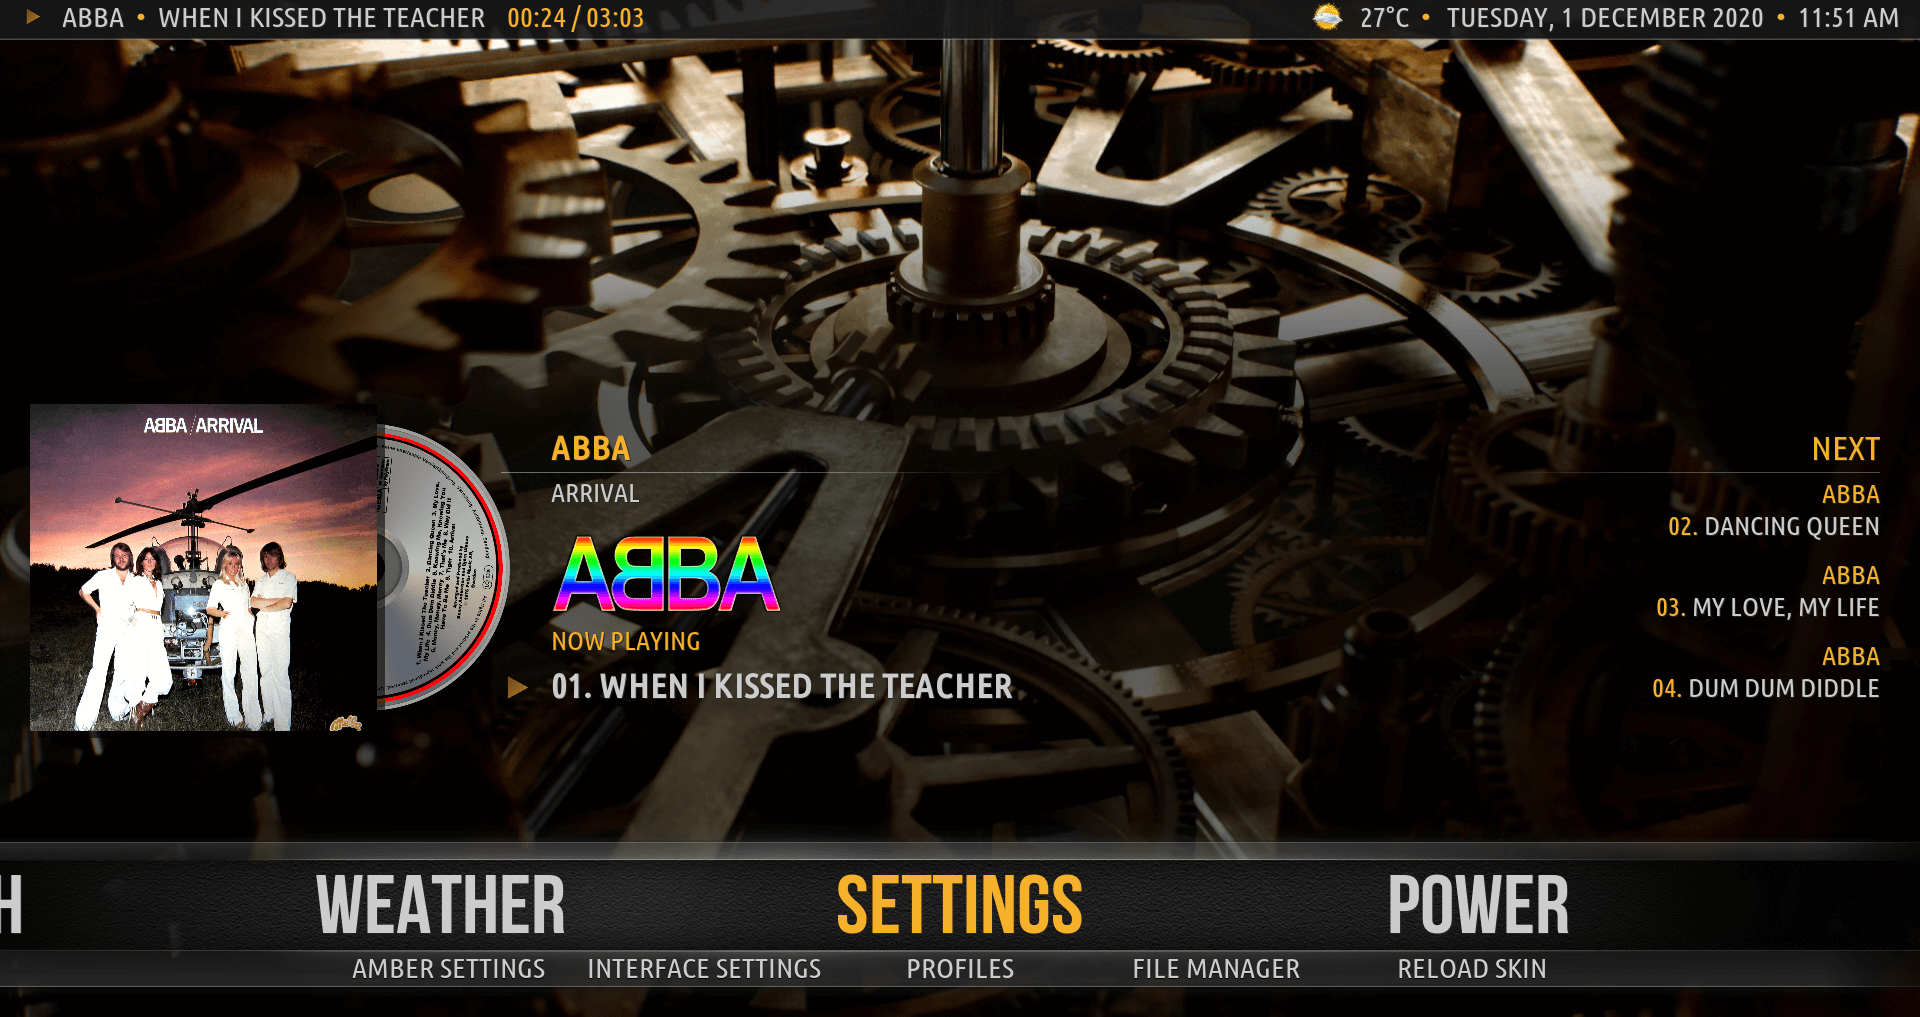 ABBA • WHEN I KISSED THE TEACHER 00:24 / 03:03
27°C • TUESDAY, 1 DECEMBER 2020 • 11:51 AM
ABBA / ARRIVAL
ABBA
ARRIVAL
ABBA
NOW PLAYING
01. WHEN I KISSED THE TEACHER
NEXT
ABBA
02. DANCING QUEEN
ABBA
03. MY LOVE, MY LIFE
ABBA
04. DUM DUM DIDDLE
H
WEATHER
SETTINGS
POWER
AMBER SETTINGS
INTERFACE SETTINGS
PROFILES
FILE MANAGER
RELOAD SKIN